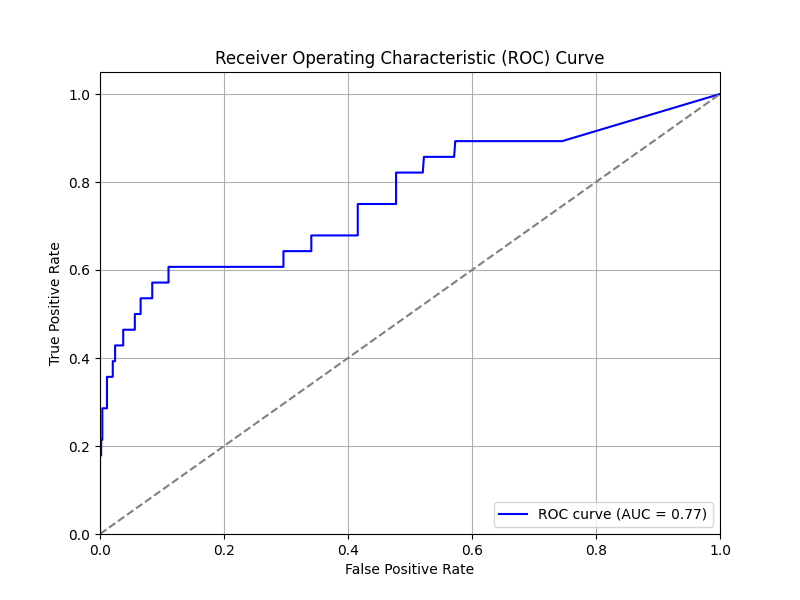 Receiver Operating Characteristic (ROC) Curve
1.0
0.8
0.6
0.4
0.2
0.0
True Positive Rate
ROC curve (AUC = 0.77)
0.0 0.2 0.4 0.6 0.8 1.0
False Positive Rate